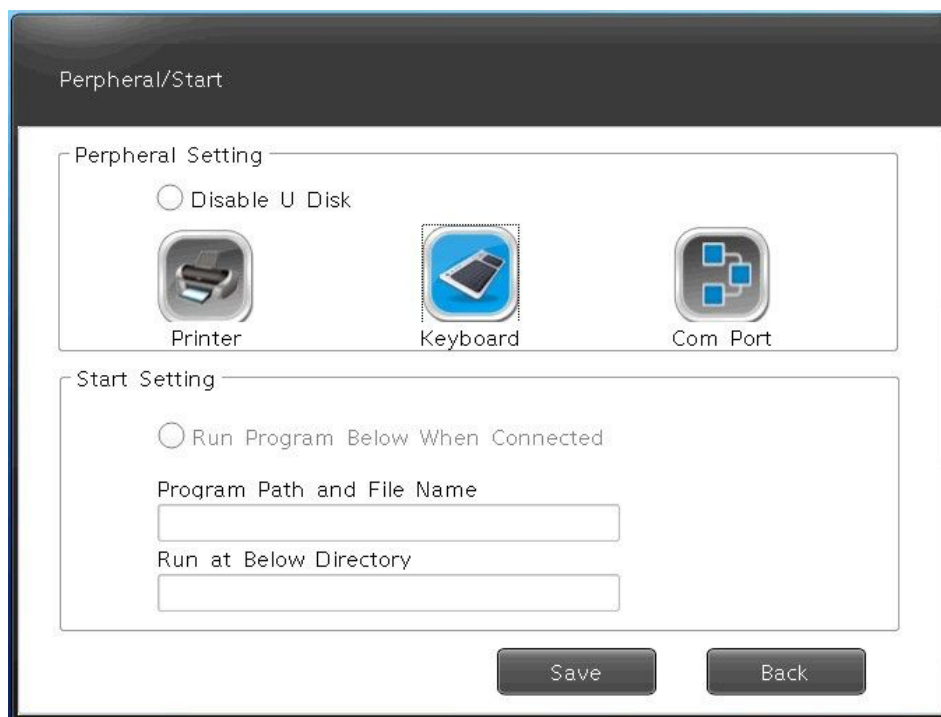 Perpheral/Start
Perpheral Setting
Disable U Disk
Printer Keyboard Com Port
Start Setting
Run Program Below When Connected
Program Path and File Name
Run at Below Directory
Save Back